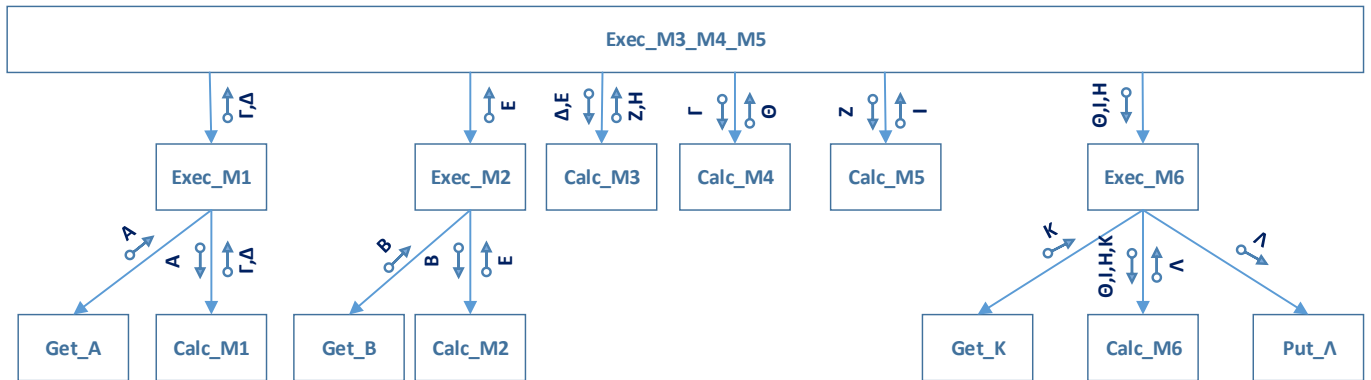 Exec_M3_M4_M5
Γ,Δ
Ε
Δ,Ε
Ζ,Η
Γ
Θ
Ζ
Ι
Θ,Ι,Η
Exec_M1
Exec_M2
Calc_M3
Calc_M4
Calc_M5
Exec_M6
Α
Α
Γ,Δ
Β
Β
Ε
Κ
Θ,Ι,Η,Κ
Λ
Λ
Get_A
Calc_M1
Get_B
Calc_M2
Get_K
Calc_M6
Put_Λ